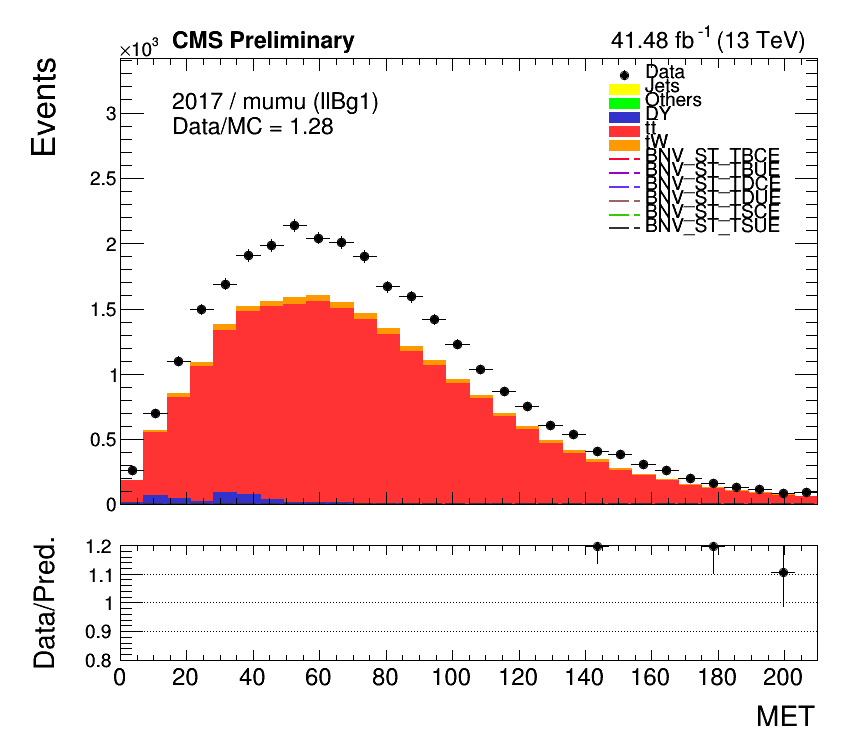 ×10³ CMS Preliminary 41.48 fb⁻¹ (13 TeV)
Events
2017 / mumu (llBg1)
Data/MC = 1.28
Data
Jets
Others
DY
tt
tW
BNV_ST_TBCE
BNV_ST_TBUE
BNV_ST_TDCE
BNV_ST_TDUE
BNV_ST_TSCE
BNV_ST_TSUE
3
2.5
2
1.5
1
0.5
0
Data/Pred.
1.2
1.1
1
0.9
0.8
0 20 40 60 80 100 120 140 160 180 200
MET